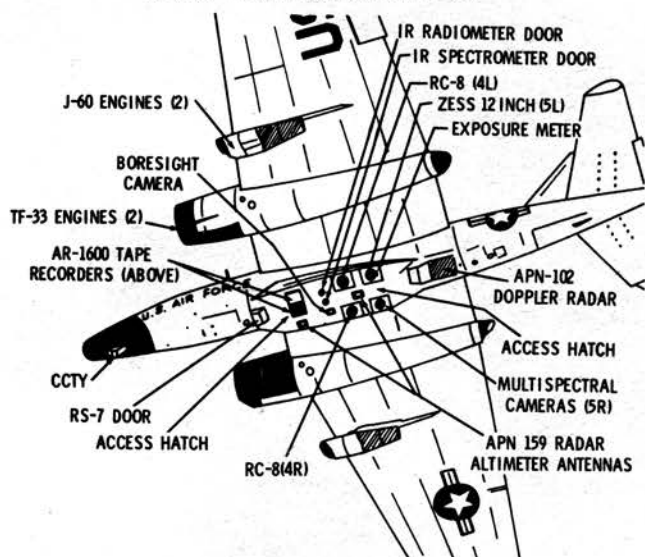 IR RADIOMETER DOOR
IR SPECTROMETER DOOR
RC-8 (4L)
ZESS 12 INCH (5L)
EXPOSURE METER
J-60 ENGINES (2)
BORESIGHT
CAMERA
TF-33 ENGINES (2)
AR-1600 TAPE
RECORDERS (ABOVE)
U.S. AIR FORCE
APN-102
DOPPLER RADAR
ACCESS HATCH
CCTY
RS-7 DOOR
ACCESS HATCH
MULTISPECTRAL
CAMERAS (5R)
RC-8(4R)
APN 159 RADAR
ALTIMETER ANTENNAS